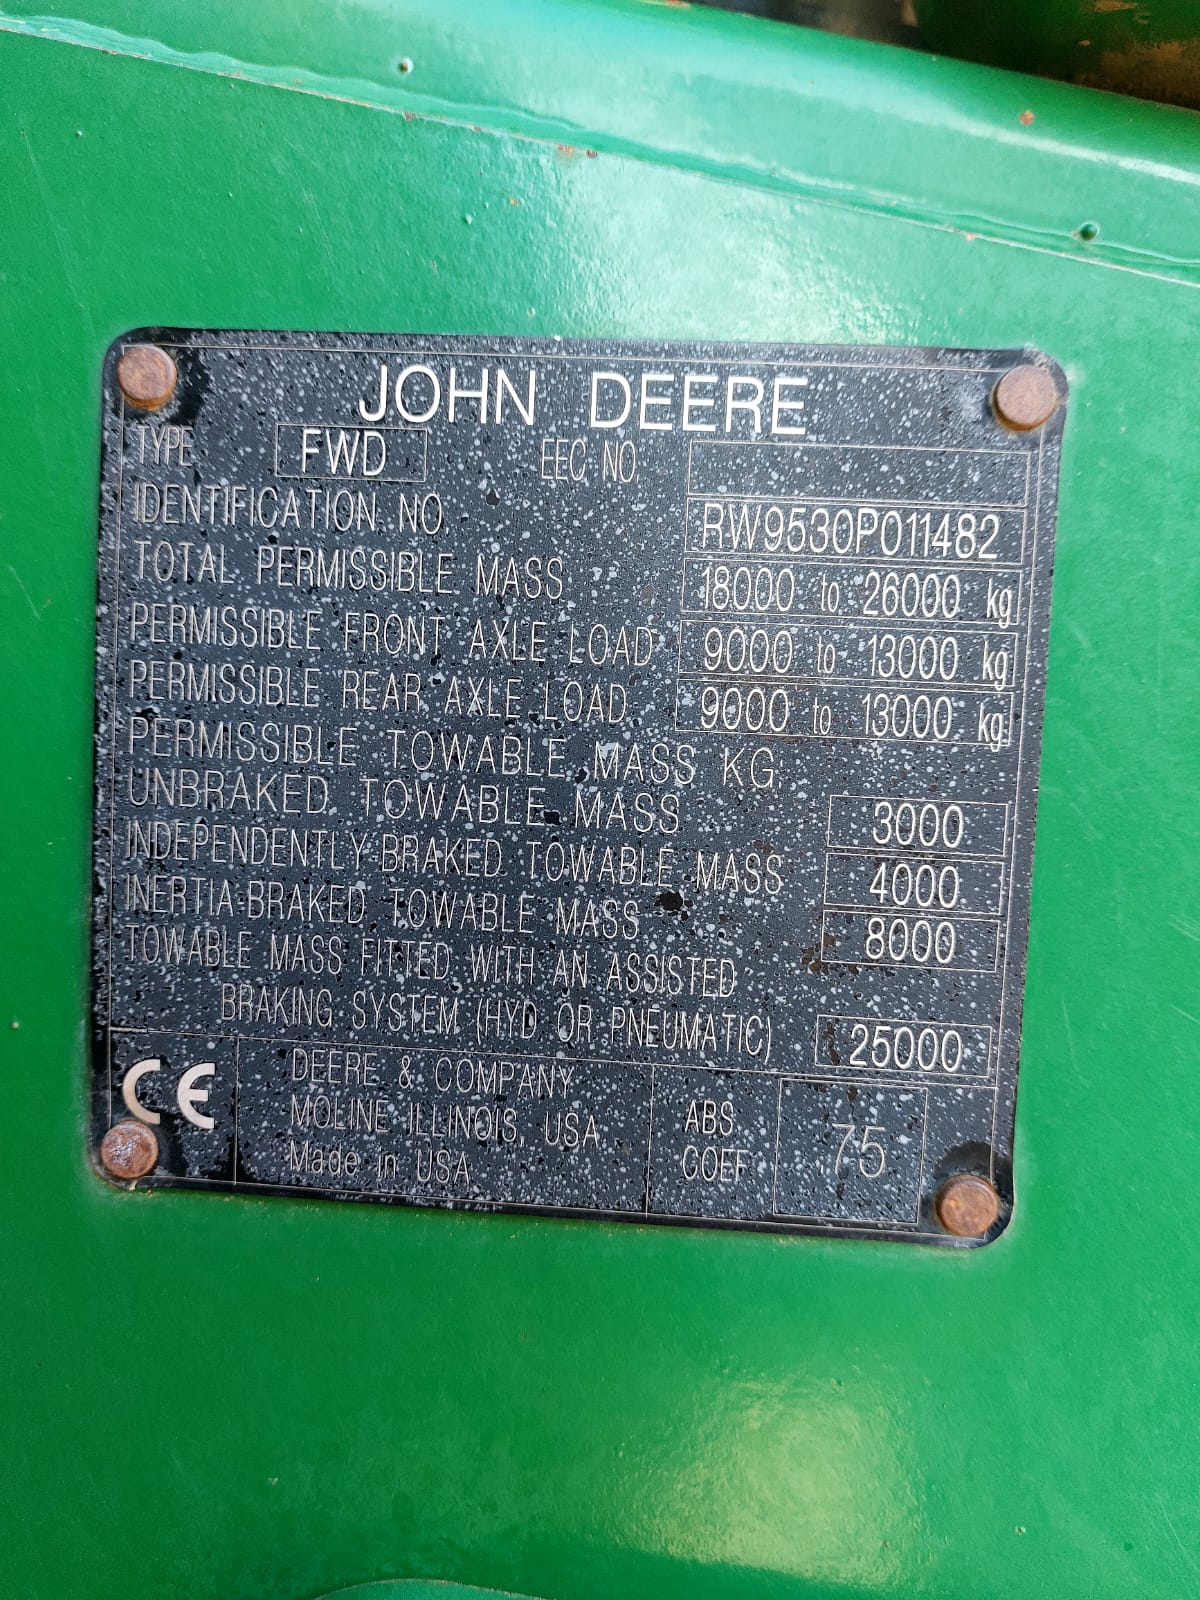 JOHN DEERE
TYPE FWD EEC NO
IDENTIFICATION NO RW9530P011482
TOTAL PERMISSIBLE MASS 18000 to 26000 kg
PERMISSIBLE FRONT AXLE LOAD 9000 to 13000 kg
PERMISSIBLE REAR AXLE LOAD 9000 to 13000 kg
PERMISSIBLE TOWABLE MASS KG
UNBRAKED TOWABLE MASS 3000
INDEPENDENTLY-BRAKED TOWABLE MASS 4000
INERTIA-BRAKED TOWABLE MASS 8000
TOWABLE MASS FITTED WITH AN ASSISTED
BRAKING SYSTEM (HYD OR PNEUMATIC) 25000
CE
DEERE & COMPANY
MOLINE ILLINOIS, USA
Made in USA
ABS
COEF 75